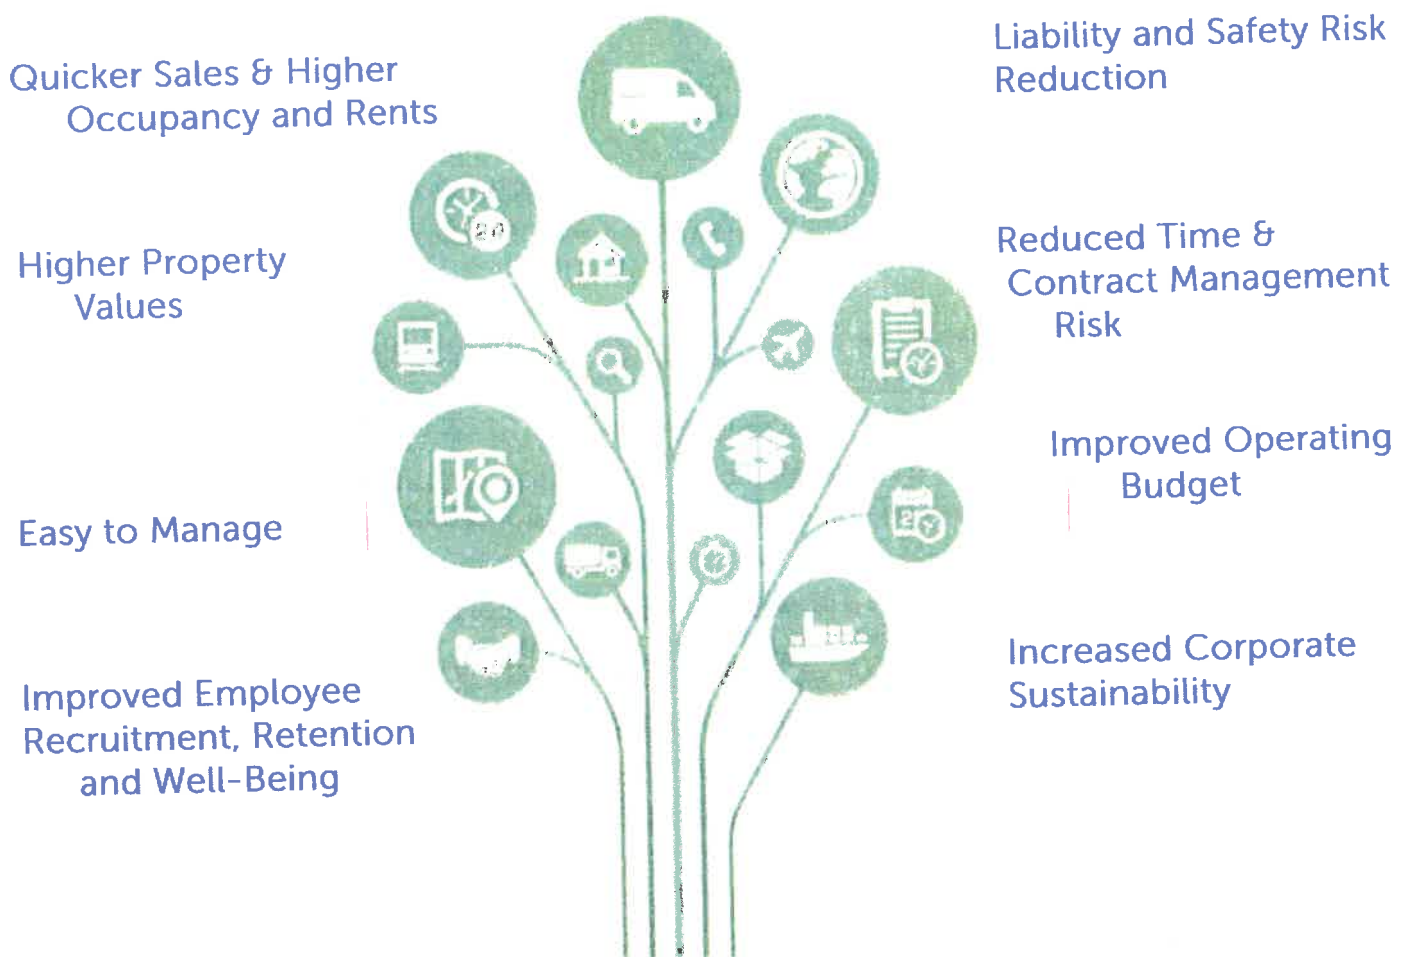 Quicker Sales & Higher
Occupancy and Rents
Higher Property
Values
Easy to Manage
Improved Employee
Recruitment, Retention
and Well-Being
Liability and Safety Risk
Reduction
Reduced Time &
Contract Management
Risk
Improved Operating
Budget
Increased Corporate
Sustainability